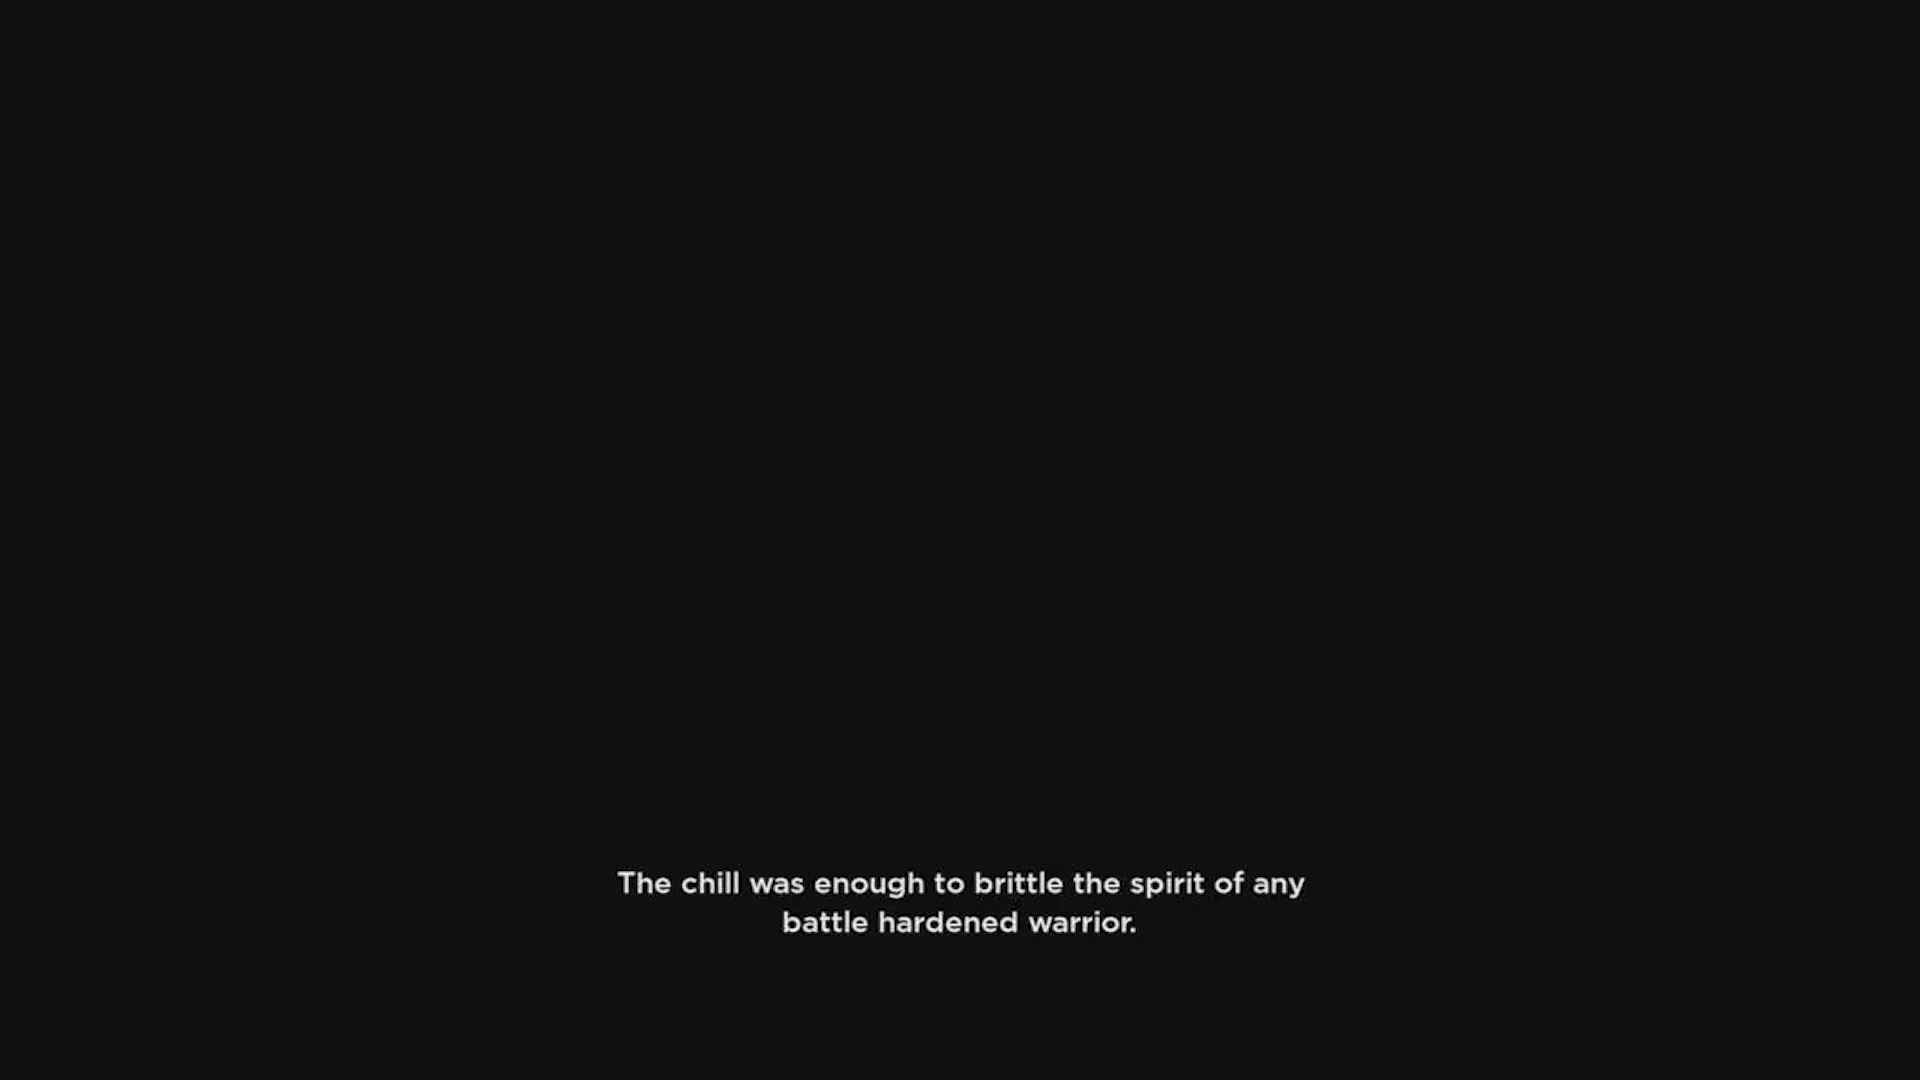 The chill was enough to brittle the spirit of any
battle hardened warrior.